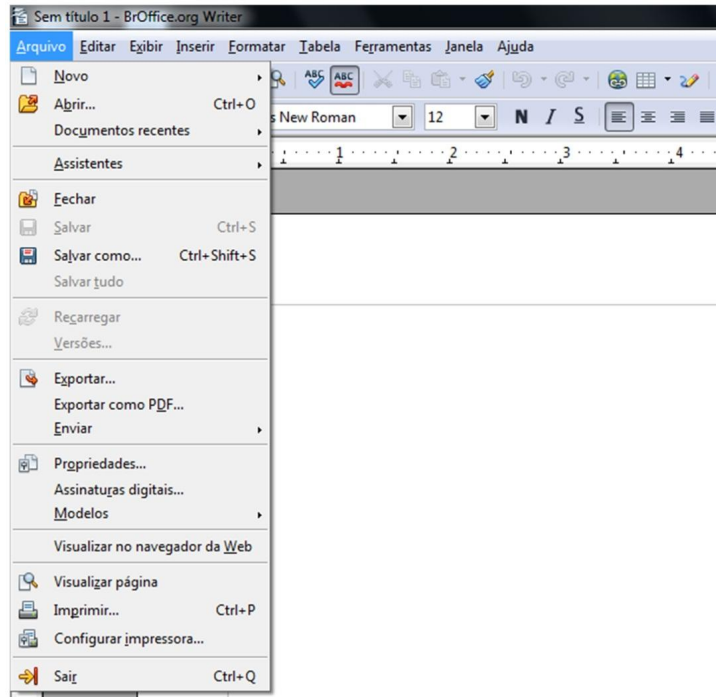 Sem título 1 - BrOffice.org Writer
Arquivo Editar Exibir Inserir Formatar Tabela Ferramentas Janela Ajuda
Novo
Abrir... Ctrl+O
Documentos recentes
Assistentes
Fechar
Salvar Ctrl+S
Salvar como... Ctrl+Shift+S
Salvar tudo
Recarregar
Versões...
Exportar...
Exportar como PDF...
Enviar
Propriedades...
Assinaturas digitais...
Modelos
Visualizar no navegador da Web
Visualizar página
Imprimir... Ctrl+P
Configurar impressora...
Sair Ctrl+Q
ABC ABC
s New Roman 12 N I S
1 2 3 4